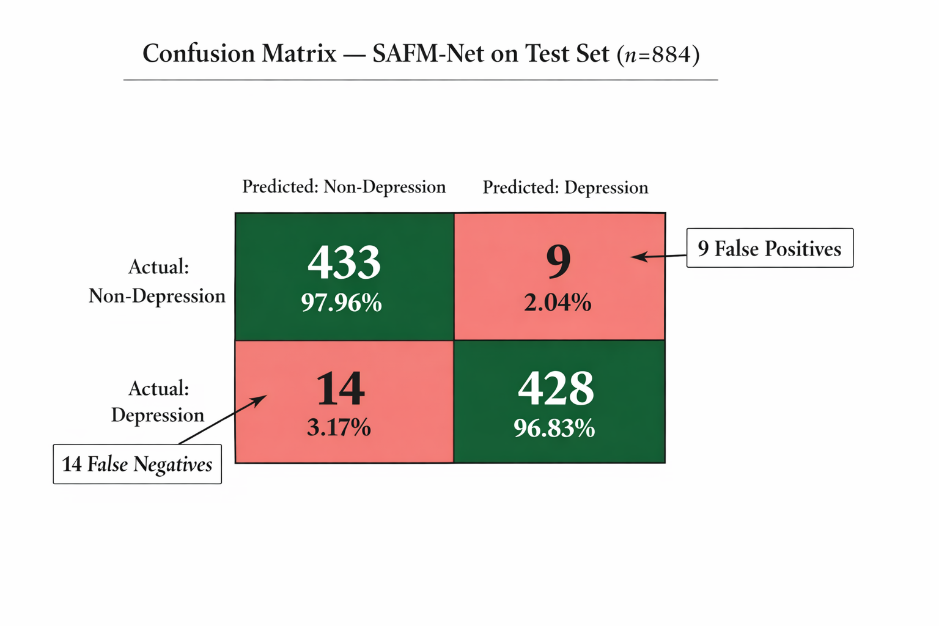 Confusion Matrix — SAFM-Net on Test Set (n=884)
Predicted: Non-Depression
Predicted: Depression
Actual:
Non-Depression
433
97.96%
9
2.04%
9 False Positives
Actual:
Depression
14
3.17%
428
96.83%
14 False Negatives